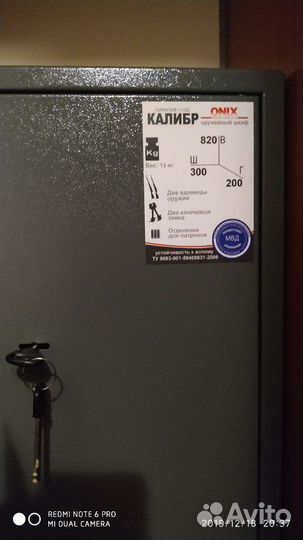 ГАРАНТИЯ 1 ГОД
КАЛИБР ONIX
оружейный шкаф
820 В
Kg
Вес: 13 кг.
Ш
300
Г
200
Две единицы
оружия
Два ключевых
замка
Отделение
для патронов
МВД
устойчивость к взлому
ТУ 9693-001-59408831-2006
REDMI NOTE 6 PRO
MI DUAL CAMERA
Avito
2019/12/18 20:37